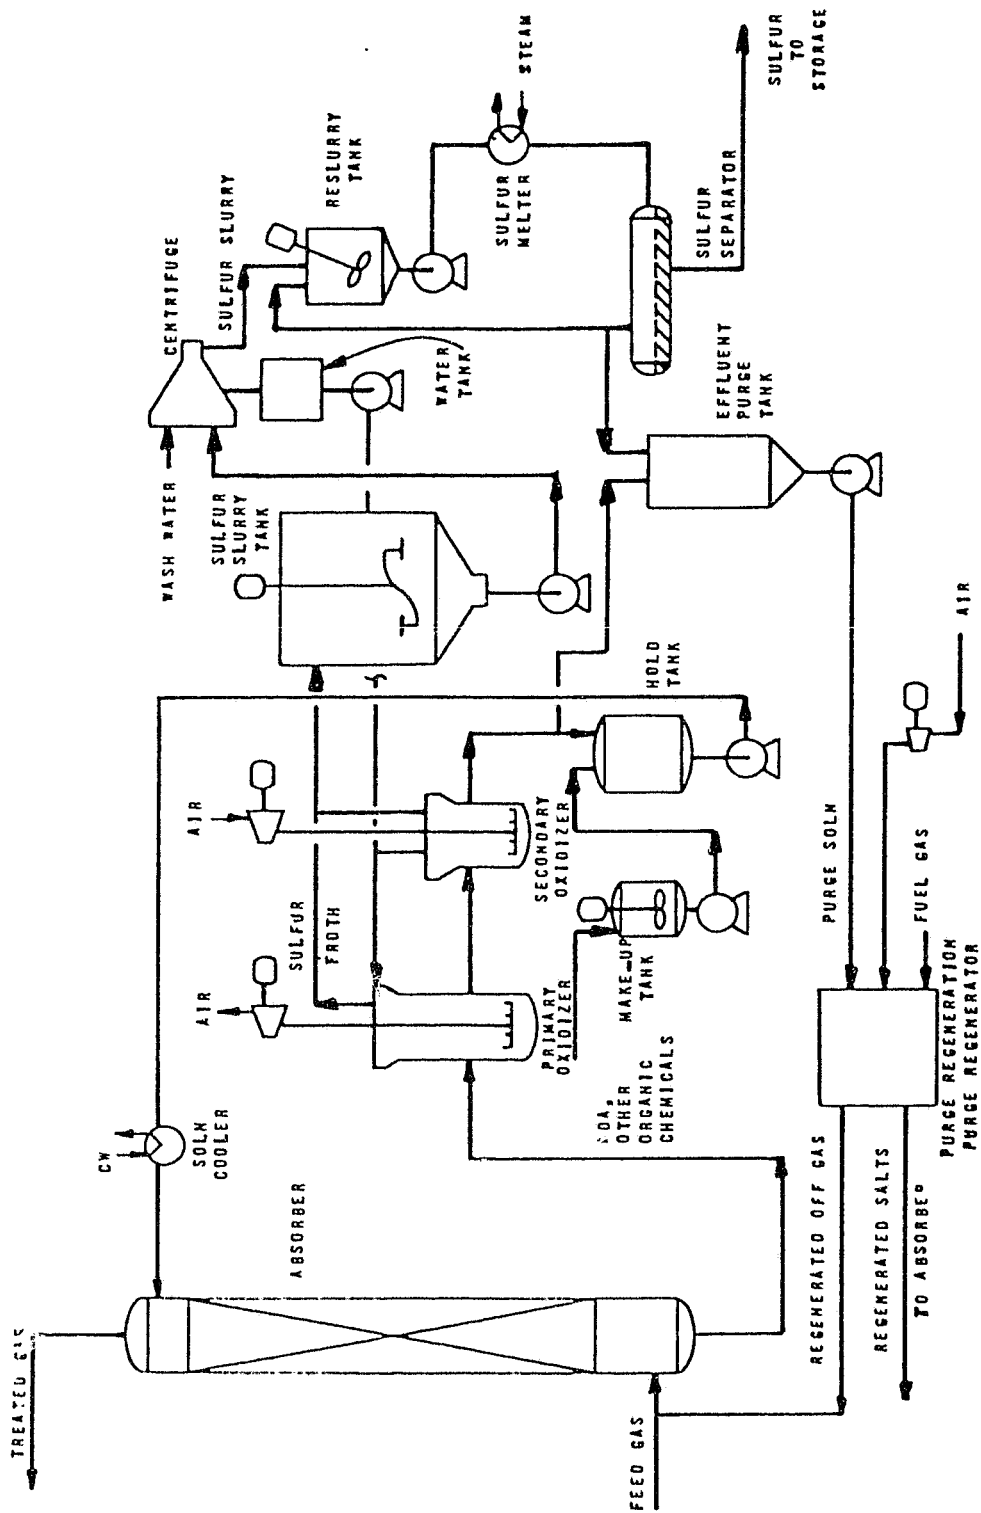 TREATED GAS
FEED GAS
ABSORBER
CW
SOLN
COOLER
REGENERATED OFF GAS
REGENERATED SALTS
TO ABSORBER
OTHER
ORGANIC
CHEMICALS
AIR
SULFUR
FROTH
PRIMARY
OXIDIZER
MAKE-UP
TANK
AIR
SECONDARY
OXIDIZER
HOLD
TANK
PURGE REGENERATION
PURGE REGENERATOR
FUEL GAS
PURGE SOLN
AIR
WASH WATER
SULFUR
SLURRY
TANK
CENTRIFUGE
SULFUR SLURRY
WATER
TANK
EFFLUENT
PURGE
TANK
RESLURRY
TANK
SULFUR
MELTER
STEAM
SULFUR
SEPARATOR
SULFUR
TO
STORAGE